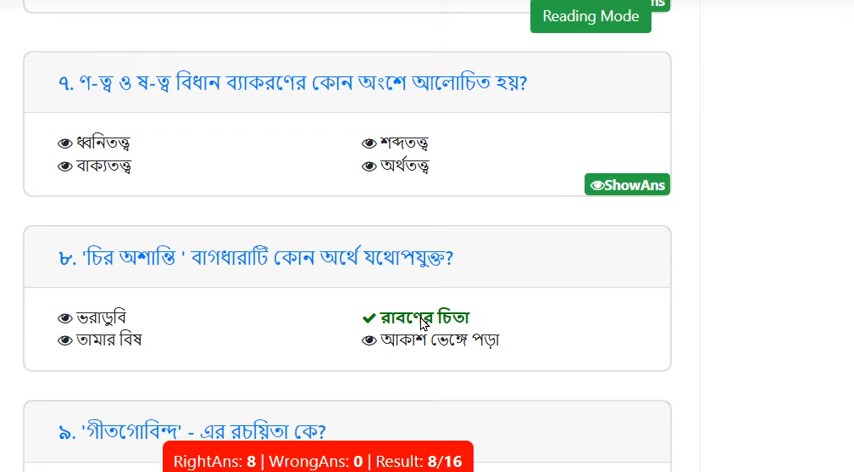 Reading Mode
৭. ণ-ত্ব ও ষ-ত্ব বিধান ব্যাকরণের কোন অংশে আলোচিত হয়?
ধ্বনিতত্ত্ব শব্দতত্ত্ব
বাক্যতত্ত্ব অর্থতত্ত্ব
ShowAns
৮. 'চির অশান্তি ' বাগধারাটি কোন অর্থে যথোপযুক্ত?
ভরাডুবি রাবণের চিতা
তামার বিষ আকাশ ভেঙ্গে পড়া
৯. 'গীতগোবিন্দ' - এর রচয়িতা কে?
RightAns: 8 | WrongAns: 0 | Result: 8/16